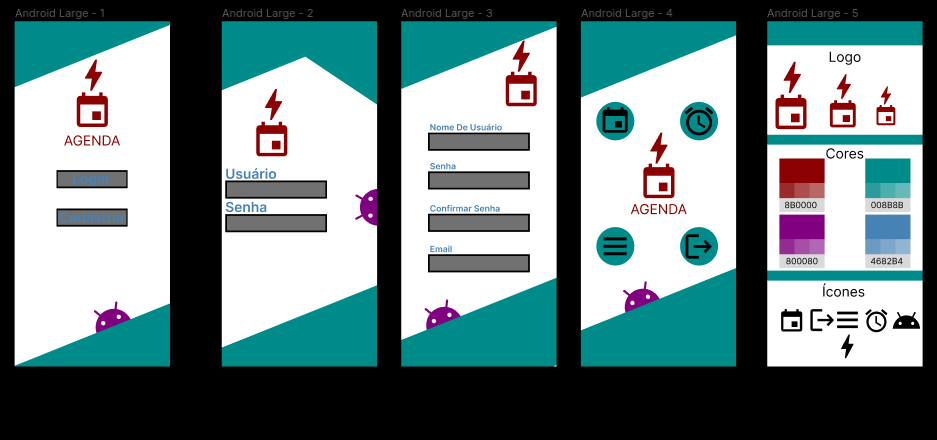 Android Large - 1
AGENDA
Login
Cadastrar
Android Large - 2
Usuário
Senha
Android Large - 3
Nome De Usuário
Senha
Confirmar Senha
Email
Android Large - 4
AGENDA
Android Large - 5
Logo
Cores
8B0000
008B8B
800080
4682B4
Ícones